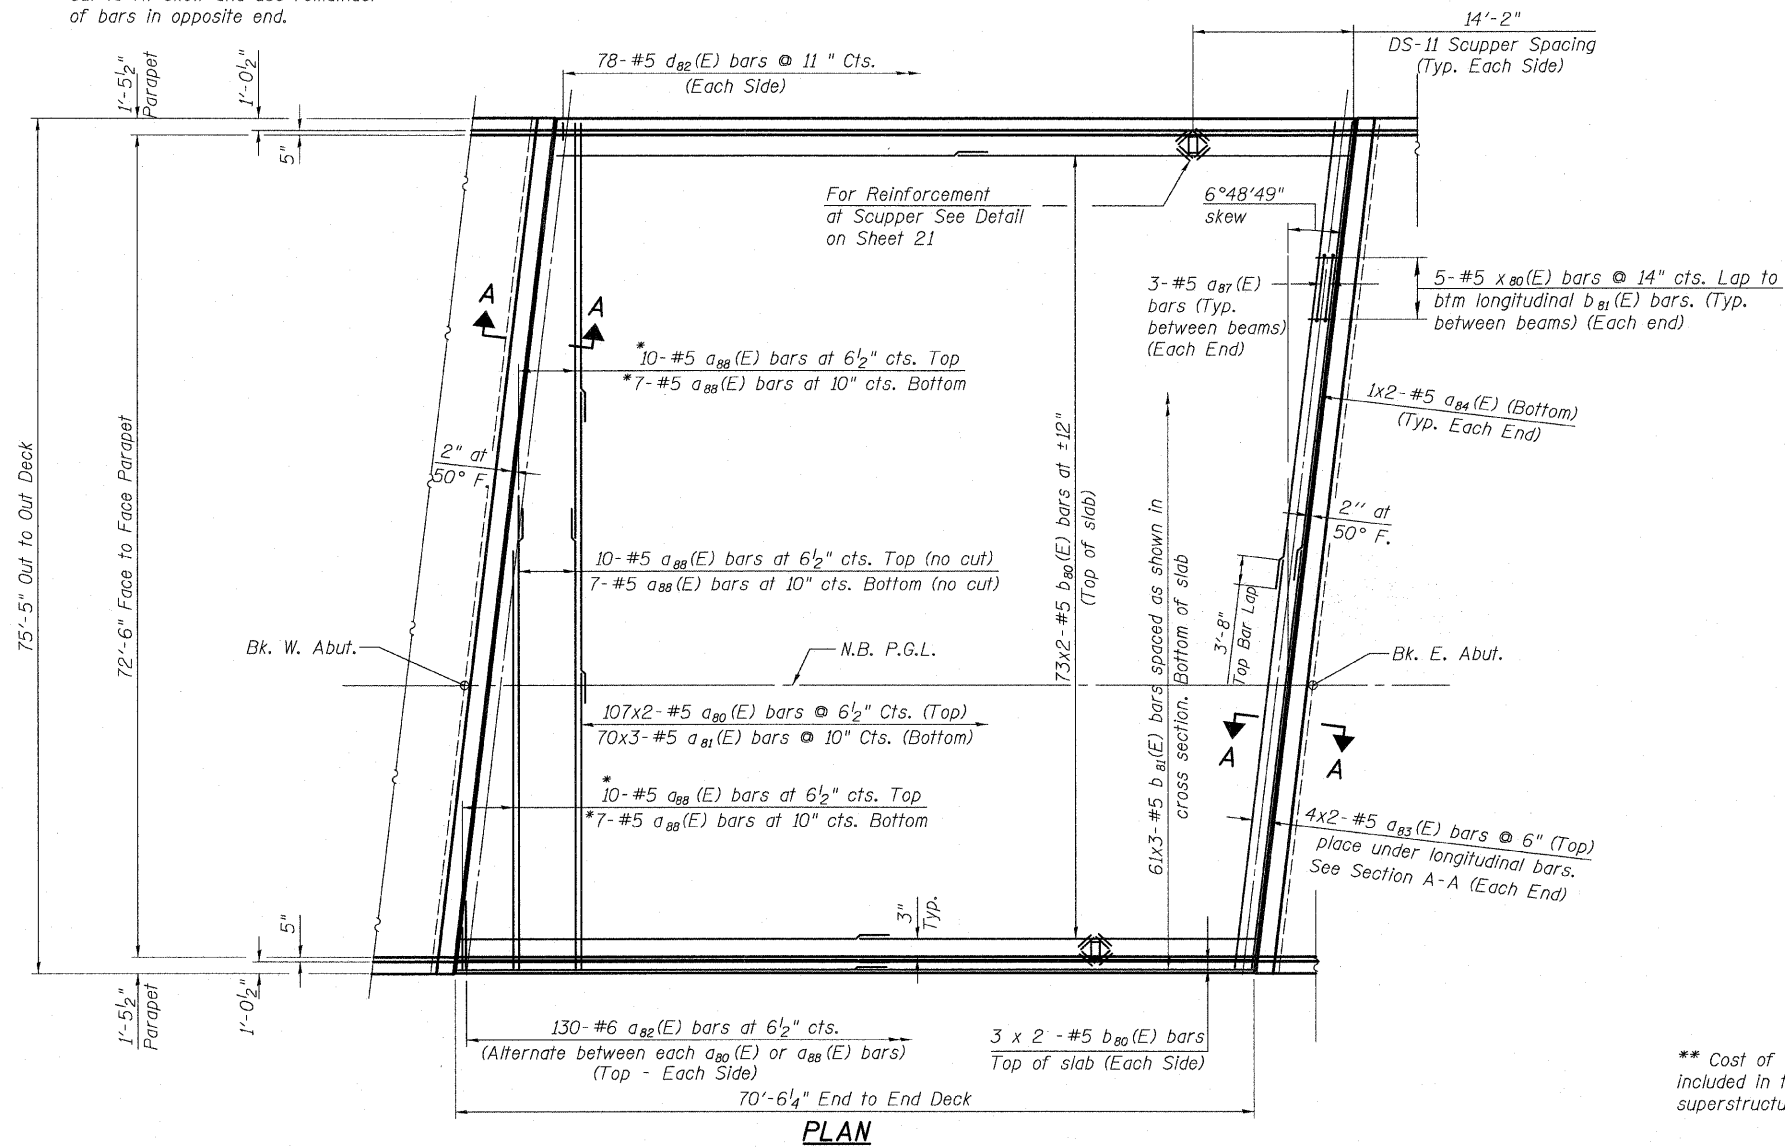 of bars in opposite end.
14'-2"
DS-11 Scupper Spacing
(Typ. Each Side)
78-#5 d82(E) bars @ 11 " Cts.
(Each Side)
1'-5½"
Parapet
1'-0½"
5"
For Reinforcement
at Scupper See Detail
on Sheet 21
6°48'49"
skew
3-#5 a87(E)
bars (Typ.
between beams)
(Each End)
5-#5 x80(E) bars @ 14" cts. Lap to
btm longitudinal b81(E) bars. (Typ.
between beams) (Each end)
A
A
*10-#5 a88(E) bars at 6½" cts. Top
*7-#5 a88(E) bars at 10" cts. Bottom
1x2-#5 a84(E) (Bottom)
(Typ. Each End)
75'-5" Out to Out Deck
72'-6" Face to Face Parapet
2" at
50° F.
73x2-#5 b80(E) bars at ±12"
(Top of slab)
61x3-#5 b81(E) bars spaced as shown in
cross section. Bottom of slab
2" at
50° F.
10-#5 a88(E) bars at 6½" cts. Top (no cut)
7-#5 a88(E) bars at 10" cts. Bottom (no cut)
3'-8"
Top Bar Lap
Bk. W. Abut.
N.B. P.G.L.
Bk. E. Abut.
107x2-#5 a80(E) bars @ 6½" Cts. (Top)
70x3-#5 a81(E) bars @ 10" Cts. (Bottom)
A
A
*10-#5 a88 (E) bars at 6½" cts. Top
*7-#5 a88(E) bars at 10" cts. Bottom
4x2-#5 a83(E) bars @ 6" (Top)
place under longitudinal bars.
See Section A-A (Each End)
3"
Typ.
5"
1'-5½"
Parapet
1'-0½"
130-#6 a82(E) bars at 6½" cts.
(Alternate between each a80(E) or a88(E) bars)
(Top - Each Side)
3 x 2 -#5 b80(E) bars
Top of slab (Each Side)
70'-6¼" End to End Deck
PLAN
** Cost of
included in
superstructu